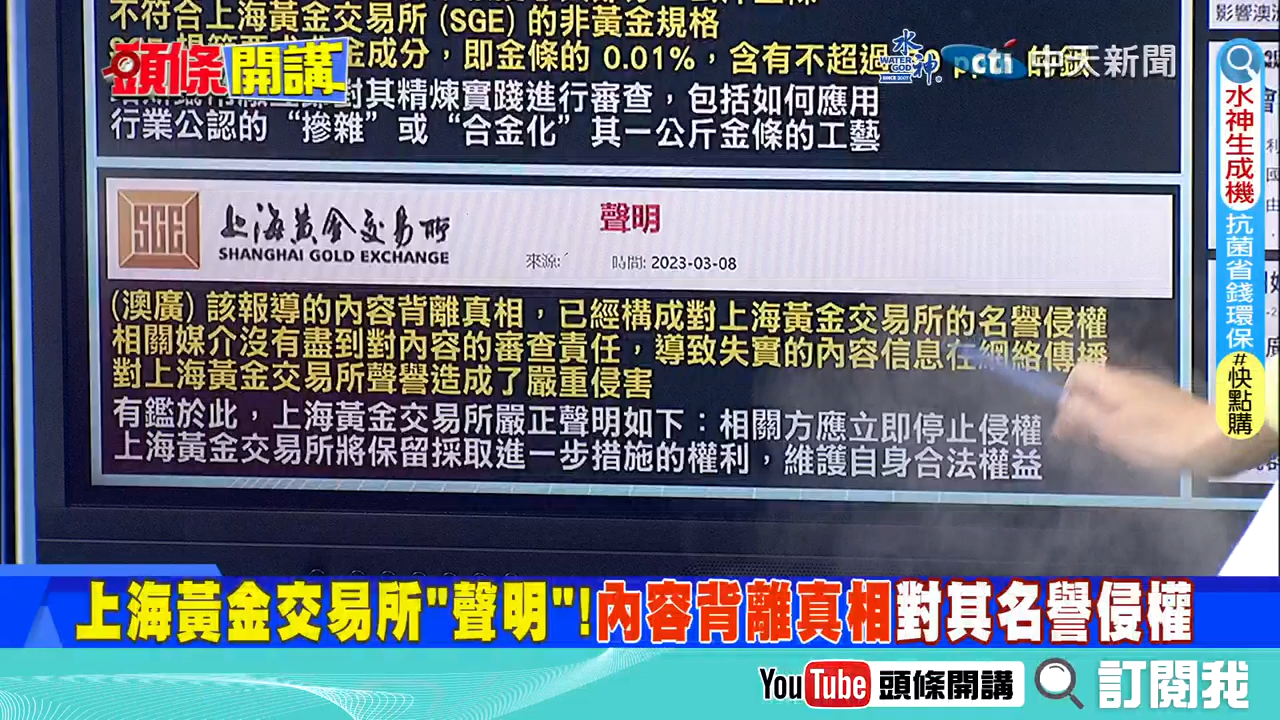 不符合上海黃金交易所 (SGE) 的非黃金規格
金成分，即金條的 0.01%，含有不超過
頭條開講
水神
WATER GOD
SINCE 2007
cti 中天新聞
對其精煉實踐進行審查，包括如何應用
行業公認的“摻雜”或“合金化”其一公斤金條的工藝
SGE
上海黃金交易所
SHANGHAI GOLD EXCHANGE
聲明
來源:
時間: 2023-03-08
(澳廣) 該報導的內容背離真相，已經構成對上海黃金交易所的名譽侵權
相關媒介沒有盡到對內容的審查責任，導致失實的內容信息在網絡傳播
對上海黃金交易所聲譽造成了嚴重侵害
有鑑於此，上海黃金交易所嚴正聲明如下：相關方應立即停止侵權
上海黃金交易所將保留採取進一步措施的權利，維護自身合法權益
影響澳
水神生成機
抗菌省錢環保
#快點購
上海黃金交易所"聲明"!內容背離真相對其名譽侵權
YouTube 頭條開講
訂閱我